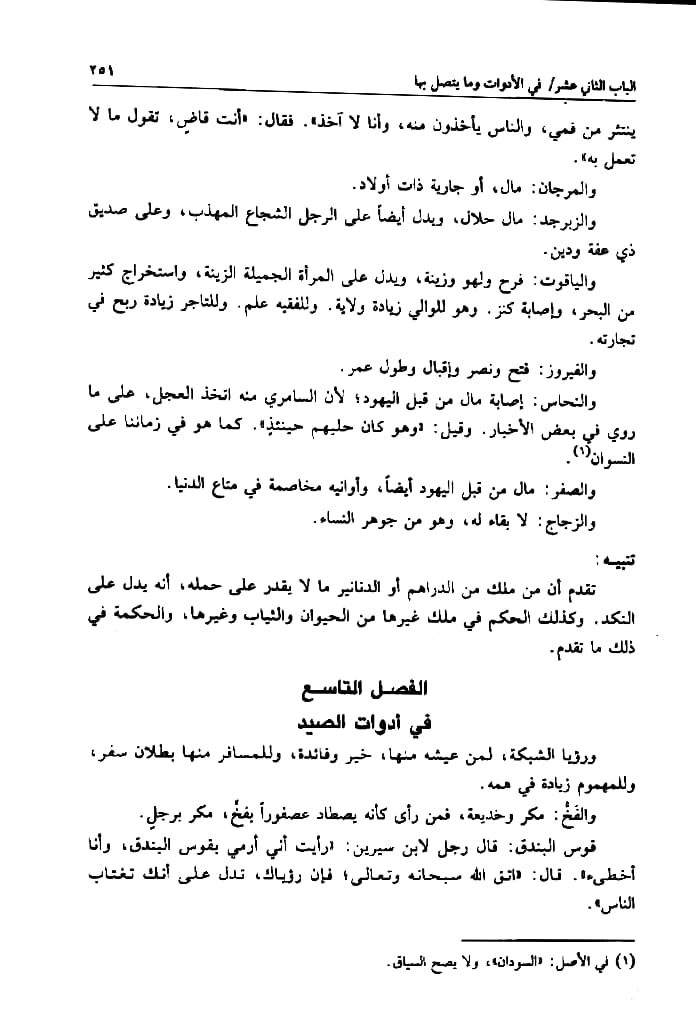 الباب الثاني عشر/ في الأدوات وما يتصل بها
٢٥١
ينتثر من فمي، والناس يأخذون منه، وأنا لا آخذ». فقال: «أنت قاضٍ، تقول ما لا
تعمل به».
والمرجان: مال، أو جارية ذات أولاد.
والزبرجد: مال حلال، ويدل أيضاً على الرجل الشجاع المهذب، وعلى صديق
ذي عفة ودين.
والياقوت: فرح ولهو وزينة، ويدل على المرأة الجميلة الزينة، واستخراج كثير
من البحر، وإصابة كنز. وهو للوالي زيادة ولاية. وللفقيه علم. وللتاجر زيادة ربح في
تجارته.
والفيروز: فتح ونصر وإقبال وطول عمر.
والنحاس: إصابة مال من قبل اليهود؛ لأن السامري منه اتخذ العجل، على ما
روي في بعض الأخبار. وقيل: «وهو كان حليهم حينئذٍ». كما هو في زماننا على
النسوان(١).
والصفر: مال من قبل اليهود أيضاً، وأوانيه مخاصمة في متاع الدنيا.
والزجاج: لا بقاء له، وهو من جوهر النساء.
تنبيه:
تقدم أن من ملك من الدراهم أو الدنانير ما لا يقدر على حمله، أنه يدل على
النكد. وكذلك الحكم في ملك غيرها من الحيوان والثياب وغيرها، والحكمة في
ذلك ما تقدم.
الفصل التاسع
في أدوات الصيد
ورؤيا الشبكة، لمن عيشه منها، خير وفائدة، وللمسافر منها بطلان سفر،
وللمهموم زيادة في همه.
والفَخُّ: مكر وخديعة، فمن رأى كأنه يصطاد عصفوراً بفخٍّ، مكر برجلٍ.
قوس البندق: قال رجل لابن سيرين: «رأيت أني أرمي بقوس البندق، وأنا
أخطىء». قال: «اتق الله سبحانه وتعالى؛ فإن رؤياك، تدل على أنك تغتاب
الناس».
(١) في الأصل: «السودان»، ولا يصح السياق.